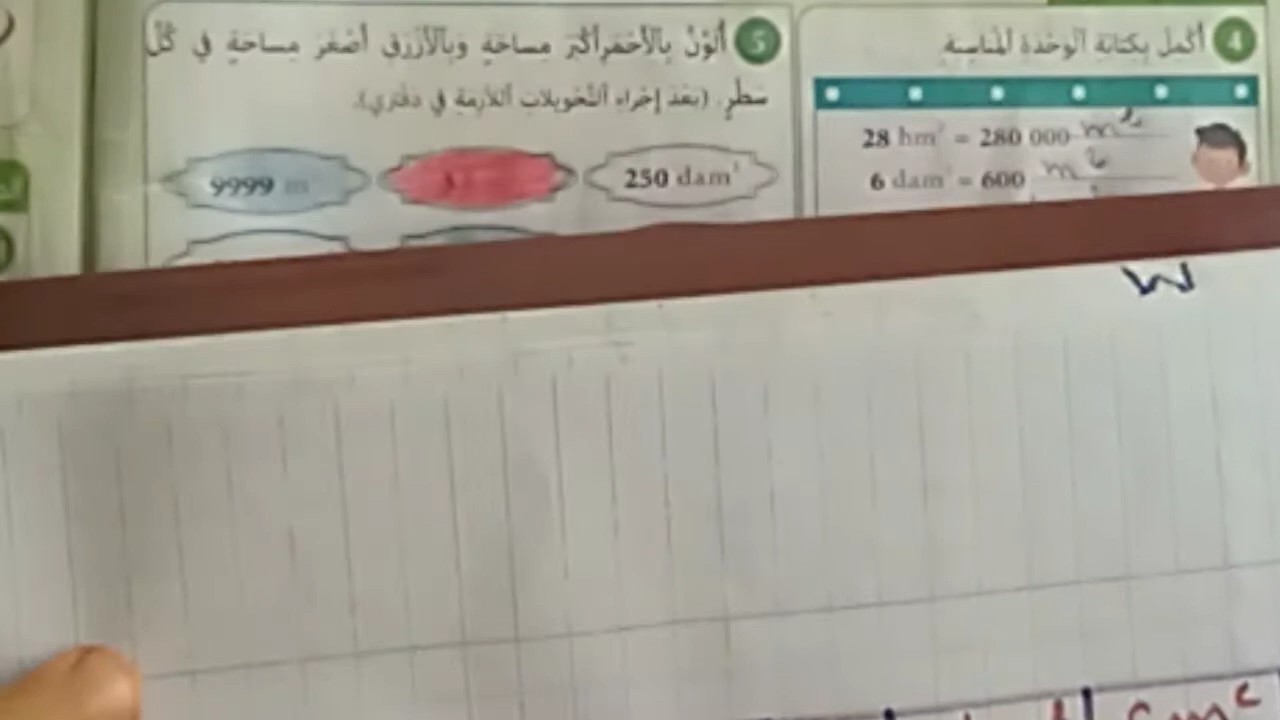 4 أكمل بكتابة الوحدة المناسبة
28 hm² = 280 000 m²
6 dam² = 600 m²
5 ألون بالأحمر أكبر مساحة وبالأزرق أصغر مساحة في كل
سطر. (بعد إجراء التحويلات اللازمة في دفتري).
250 dam²
9999 m